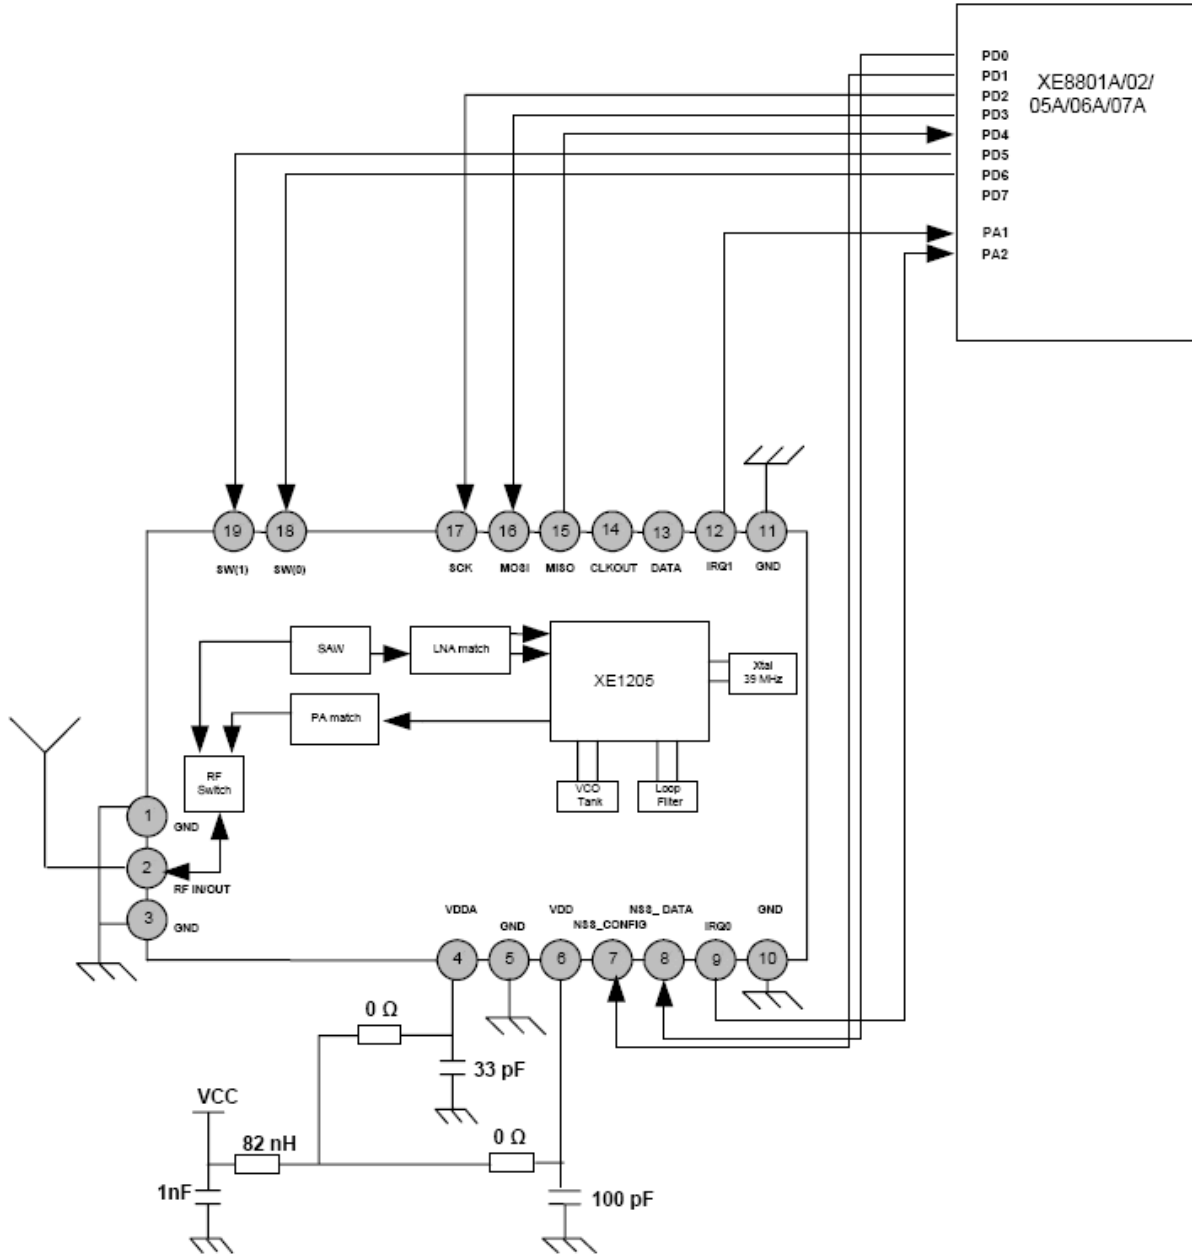 PD0
PD1
XE8801A/02/
PD2
05A/06A/07A
PD3
PD4
PD5
PD6
PD7
PA1
PA2
19 18 17 16 15 14 13 12 11
SW(1) SW(0) SCK MOSI MISO CLKOUT DATA IRQ1 GND
SAW LNA match
XE1205
Xtal
39 MHz
PA match
RF
Switch
VCO
Tank
Loop
Filter
1
GND
2
RF IN/OUT
3
GND
VDDA GND VDD NSS_CONFIG NSS_DATA IRQ0 GND
4 5 6 7 8 9 10
0 Ω
33 pF
VCC
82 nH
0 Ω
1nF
100 pF